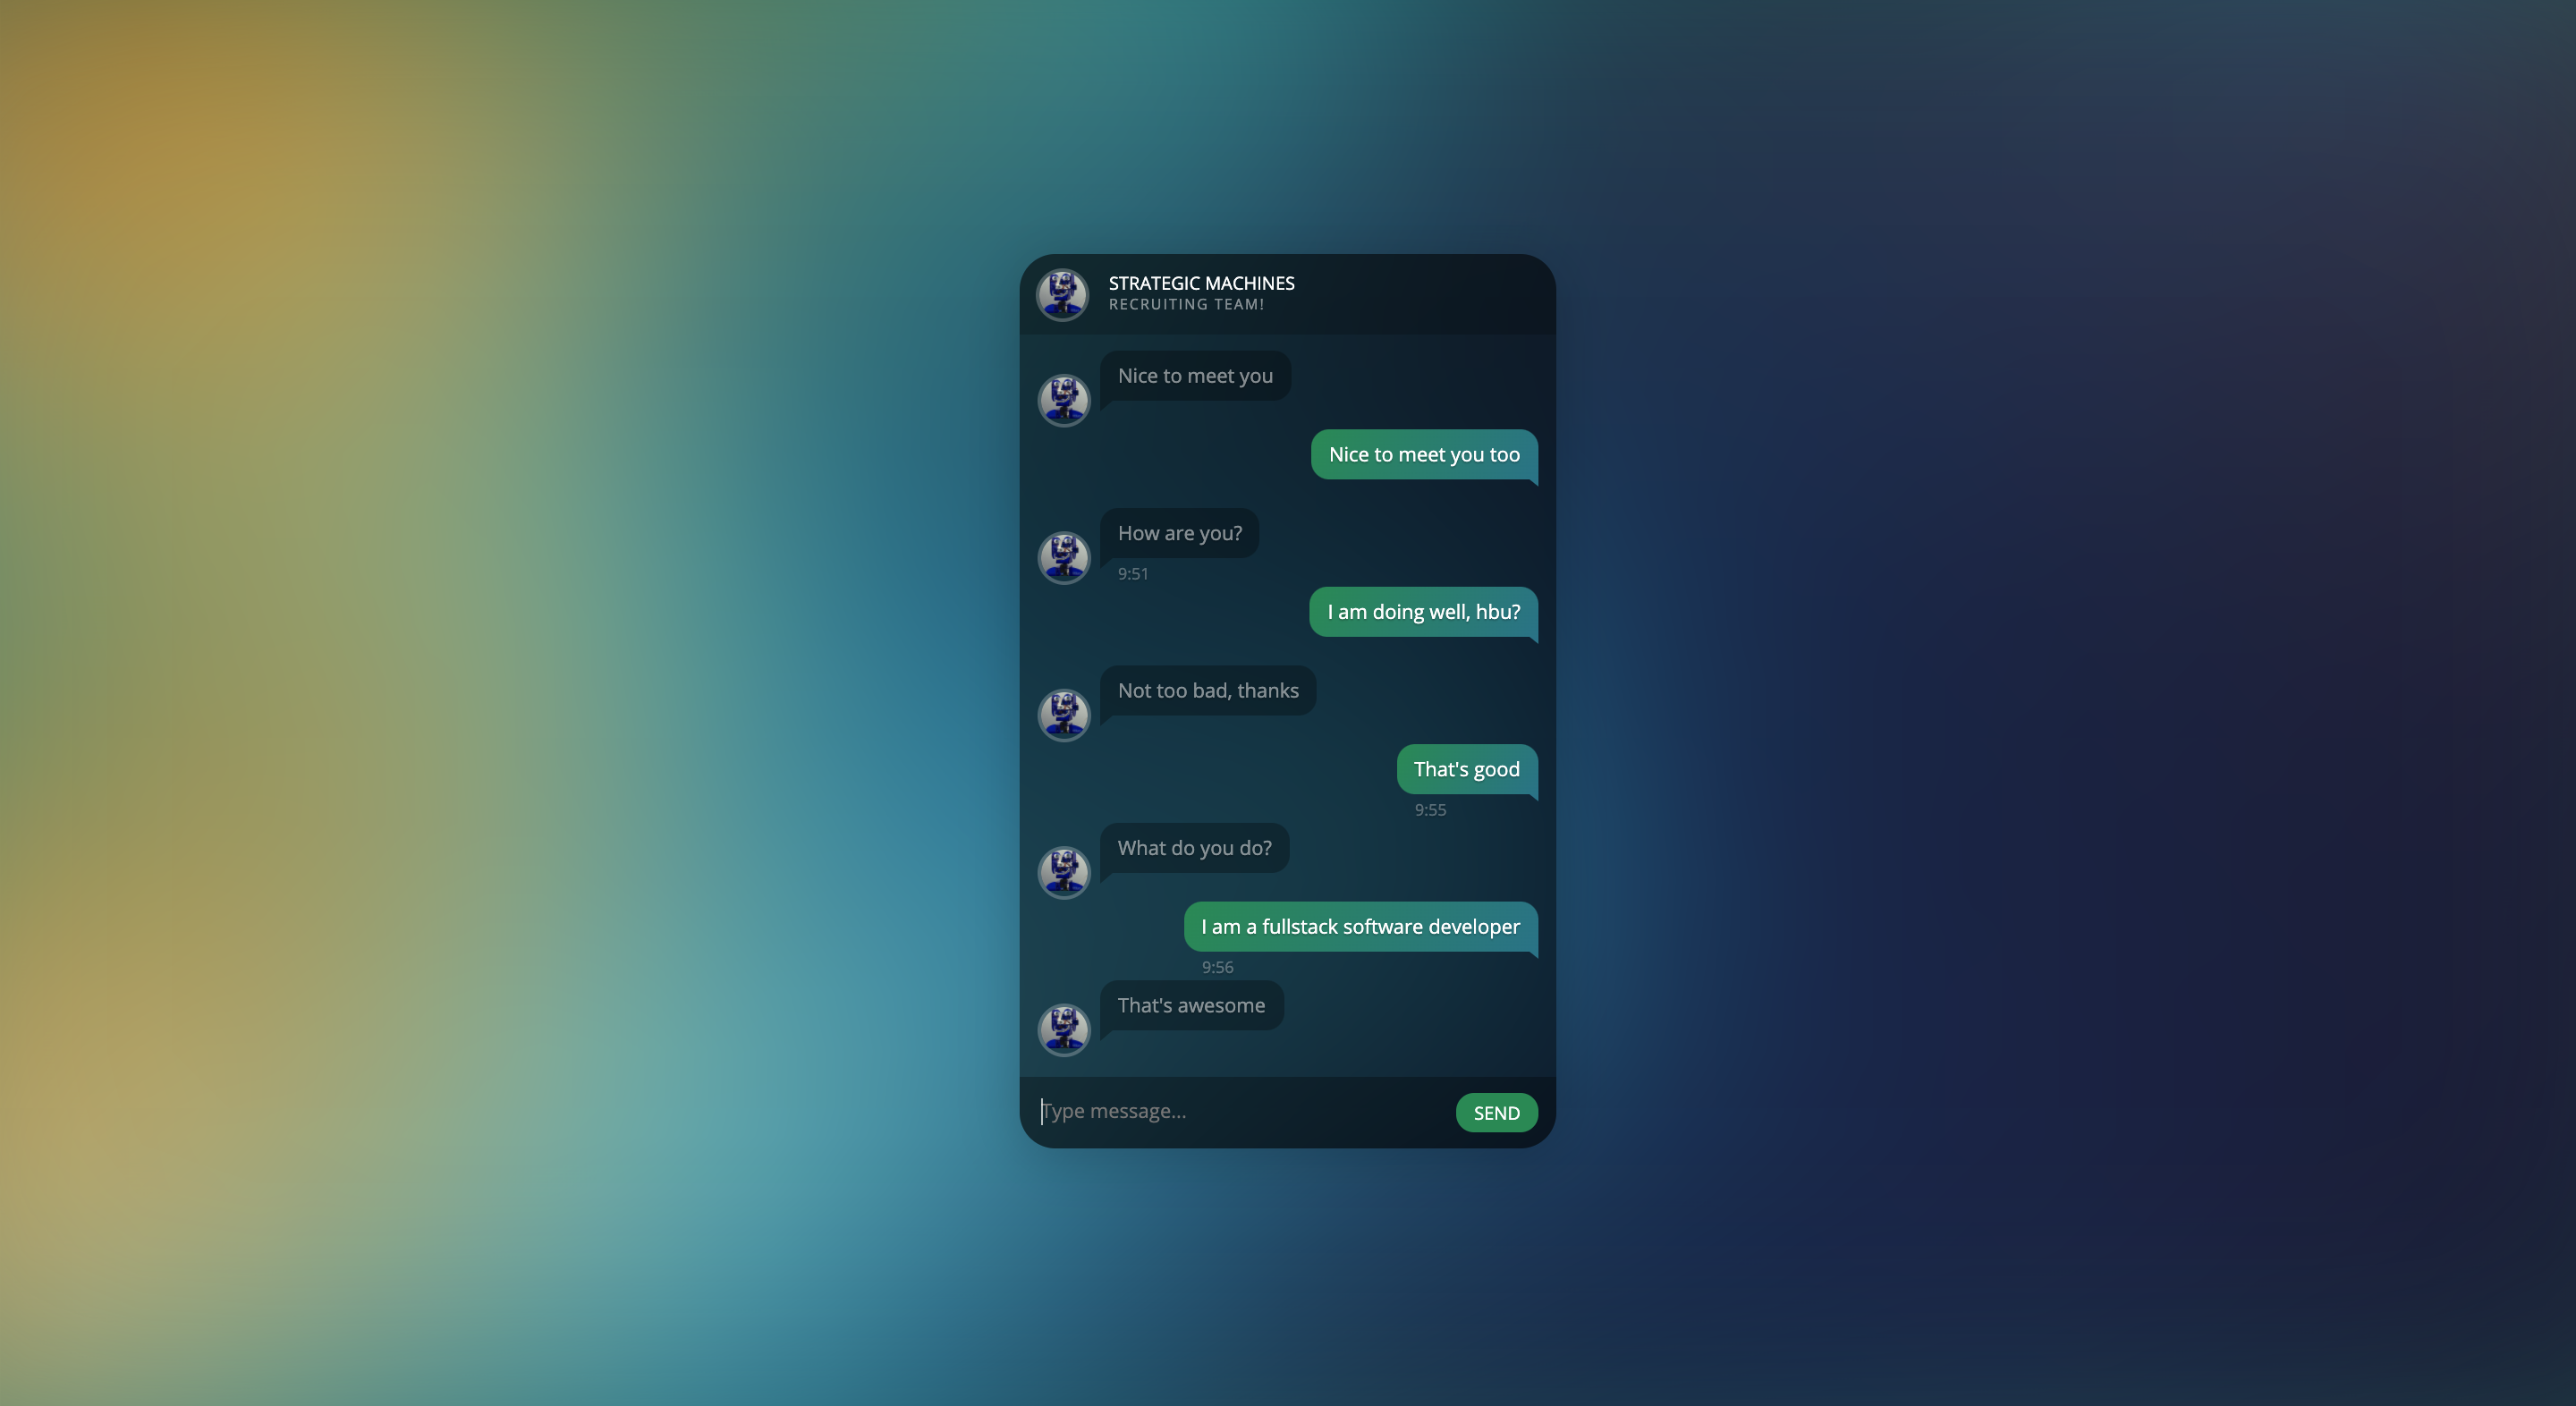 STRATEGIC MACHINES
RECRUITING TEAM!
Nice to meet you
Nice to meet you too
How are you?
9:51
I am doing well, hbu?
Not too bad, thanks
That's good
9:55
What do you do?
I am a fullstack software developer
9:56
That's awesome
Type message...
SEND